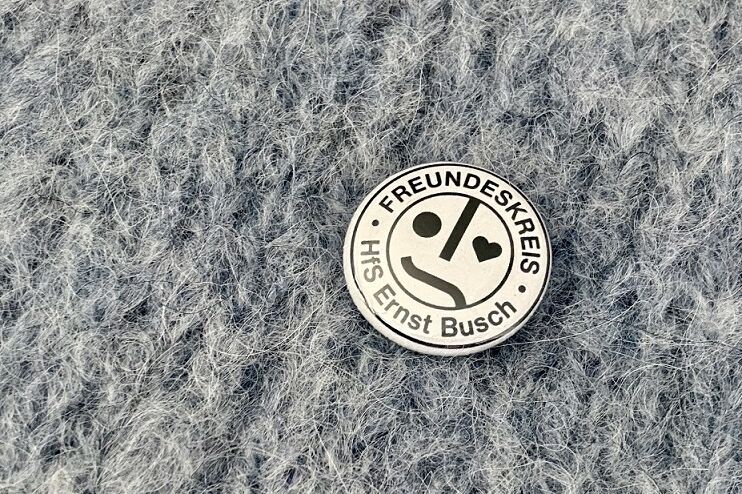 • FREUNDESKREIS •
HfS Ernst Busch